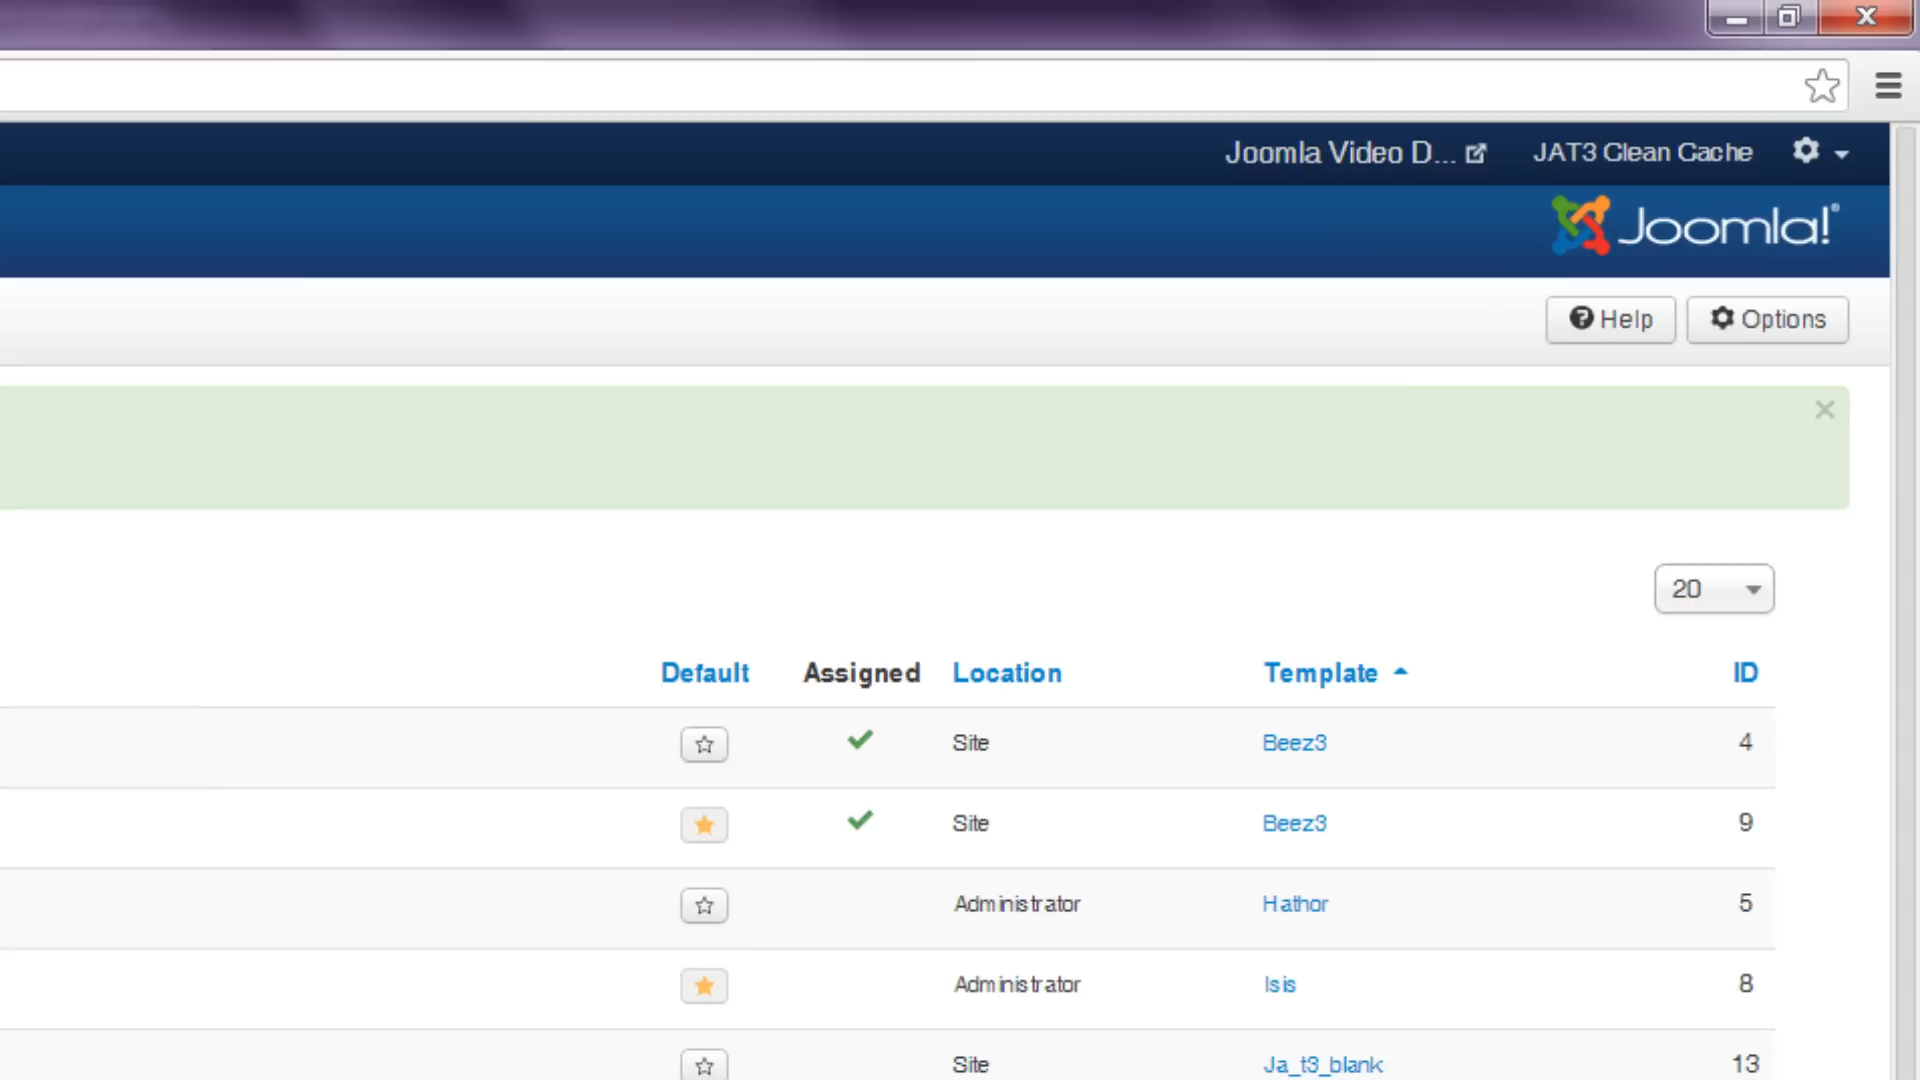 Joomla Video D... JAT3 Clean Cache
Joomla!®
Help Options
20
Default Assigned Location Template ID
Site Beez3 4
Site Beez3 9
Administrator Hathor 5
Administrator Isis 8
Site Ja_t3_blank 13